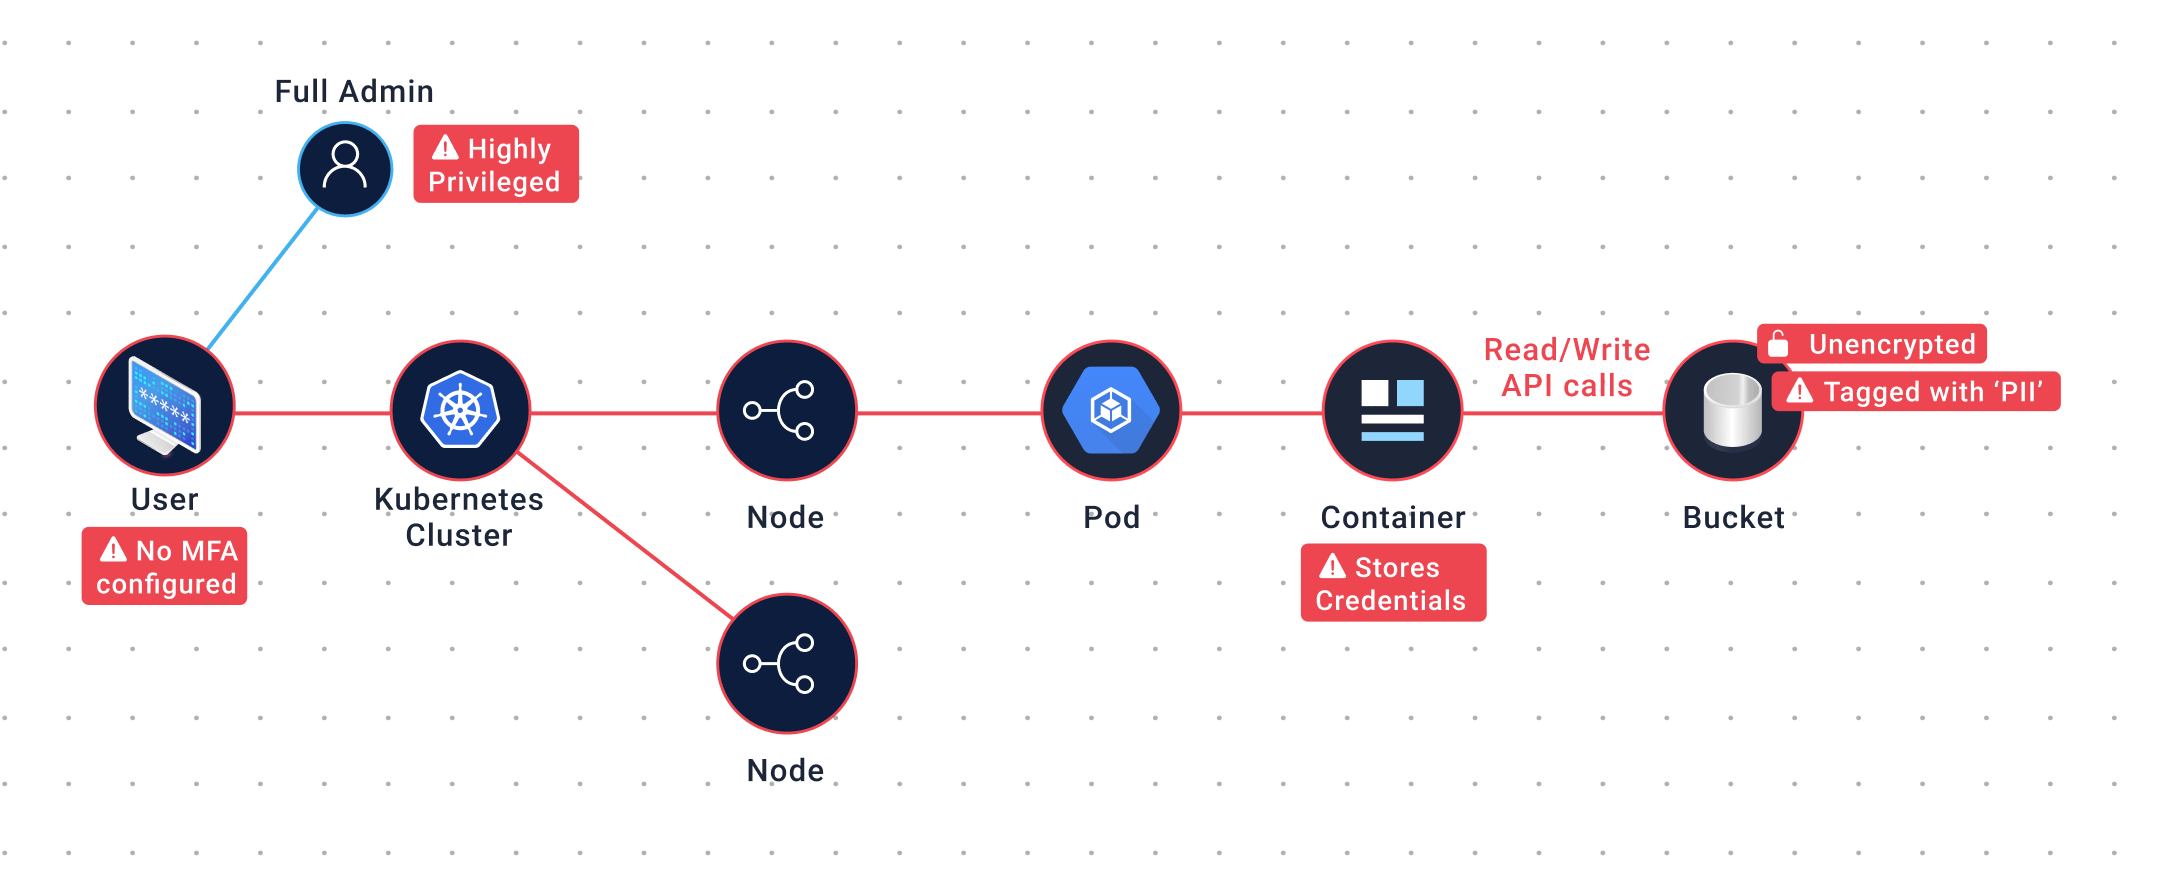 Full Admin
Highly
Privileged
User
No MFA
configured
Kubernetes
Cluster
Node
Node
Pod
Container
Stores
Credentials
Read/Write
API calls
Unencrypted
Tagged with ‘PII’
Bucket
*****